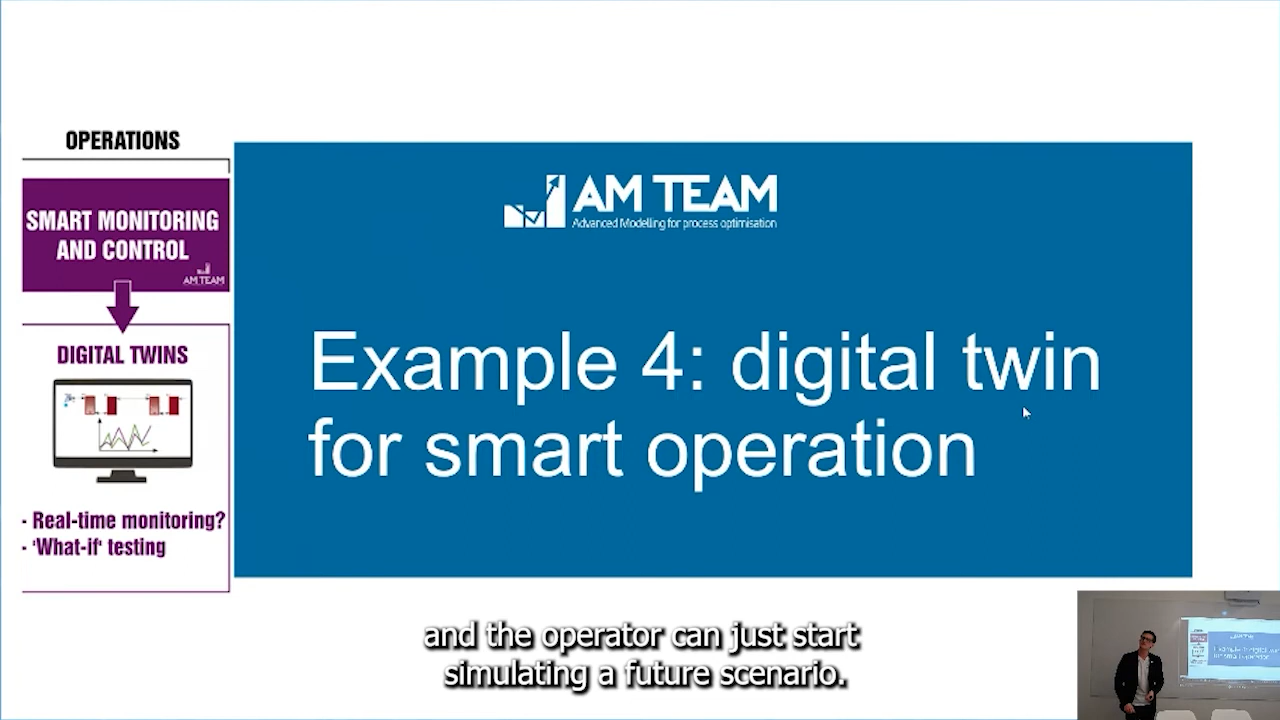 OPERATIONS
SMART MONITORING
AND CONTROL
AM TEAM
DIGITAL TWINS
- Real-time monitoring?
- 'What-if' testing
AM TEAM
Advanced Modelling for process optimisation
Example 4: digital twin
for smart operation
and the operator can just start
simulating a future scenario.